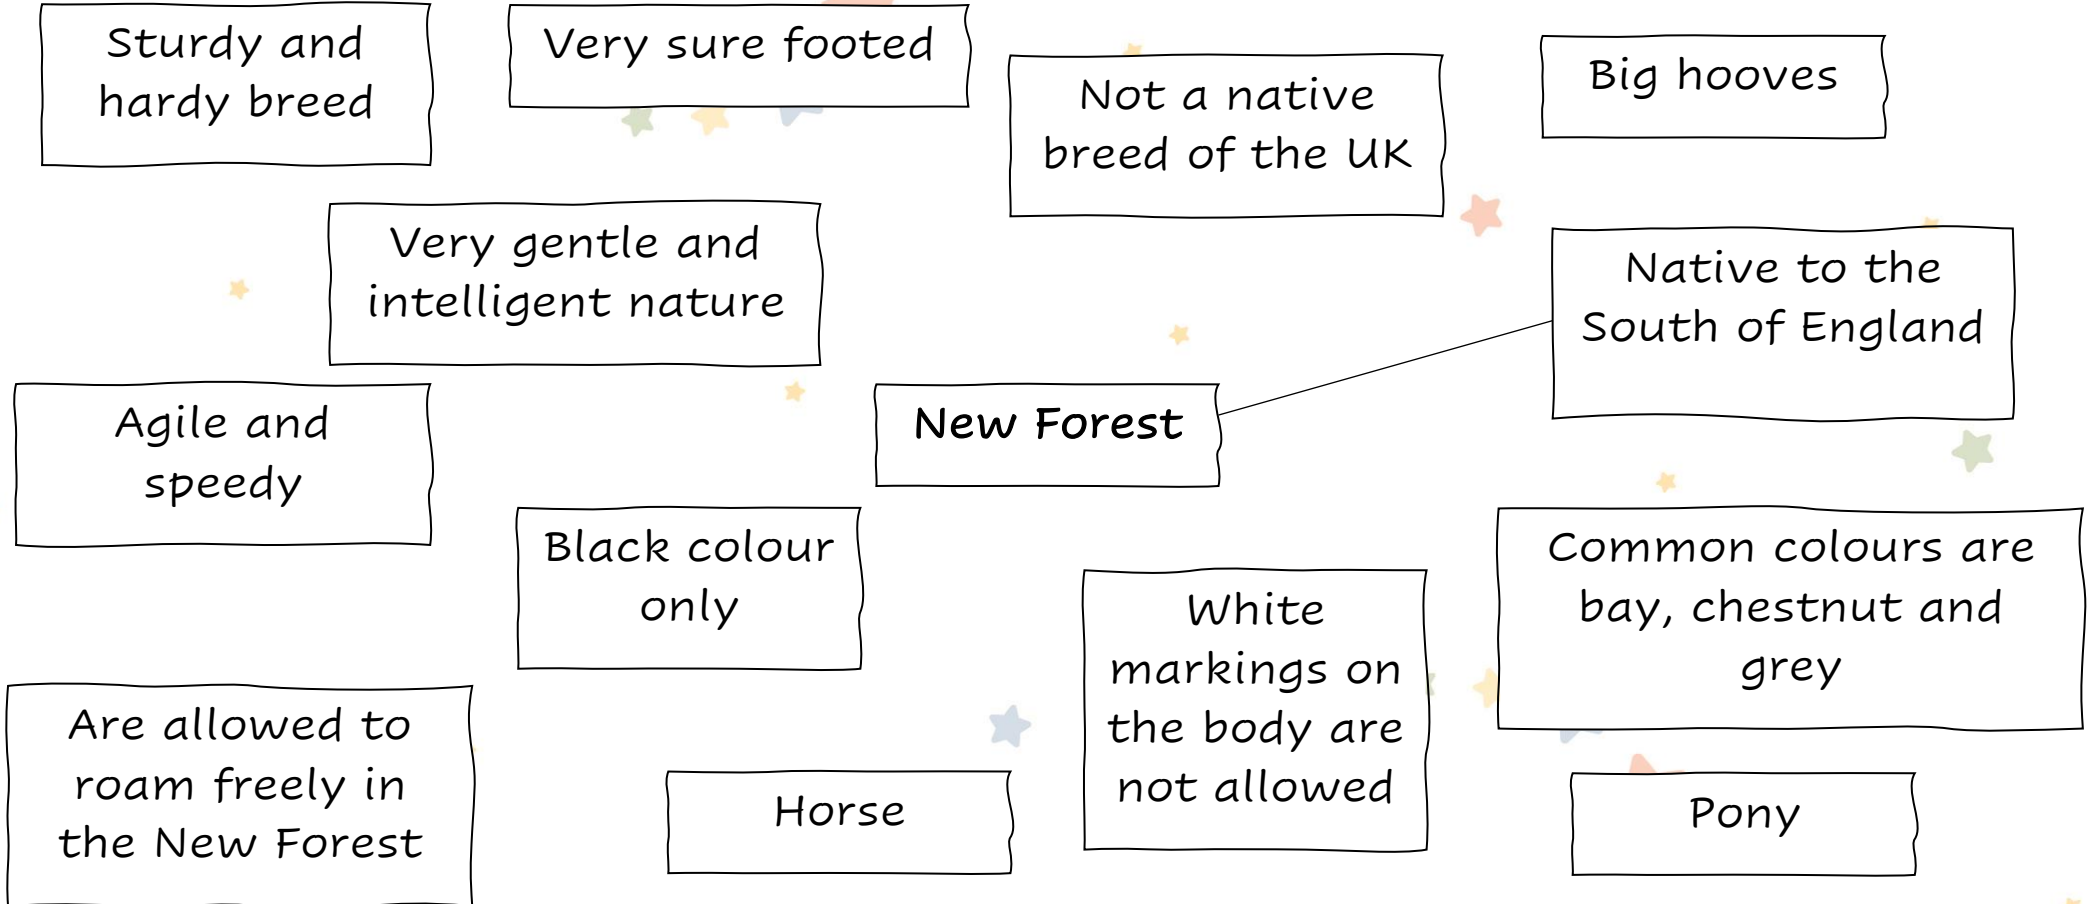 Sturdy and
hardy breed
Very sure footed
Not a native
breed of the UK
Big hooves
Very gentle and
intelligent nature
Native to the
South of England
Agile and
speedy
New Forest
Black colour
only
White
markings on
the body are
not allowed
Common colours are
bay, chestnut and
grey
Are allowed to
roam freely in
the New Forest
Horse
Pony